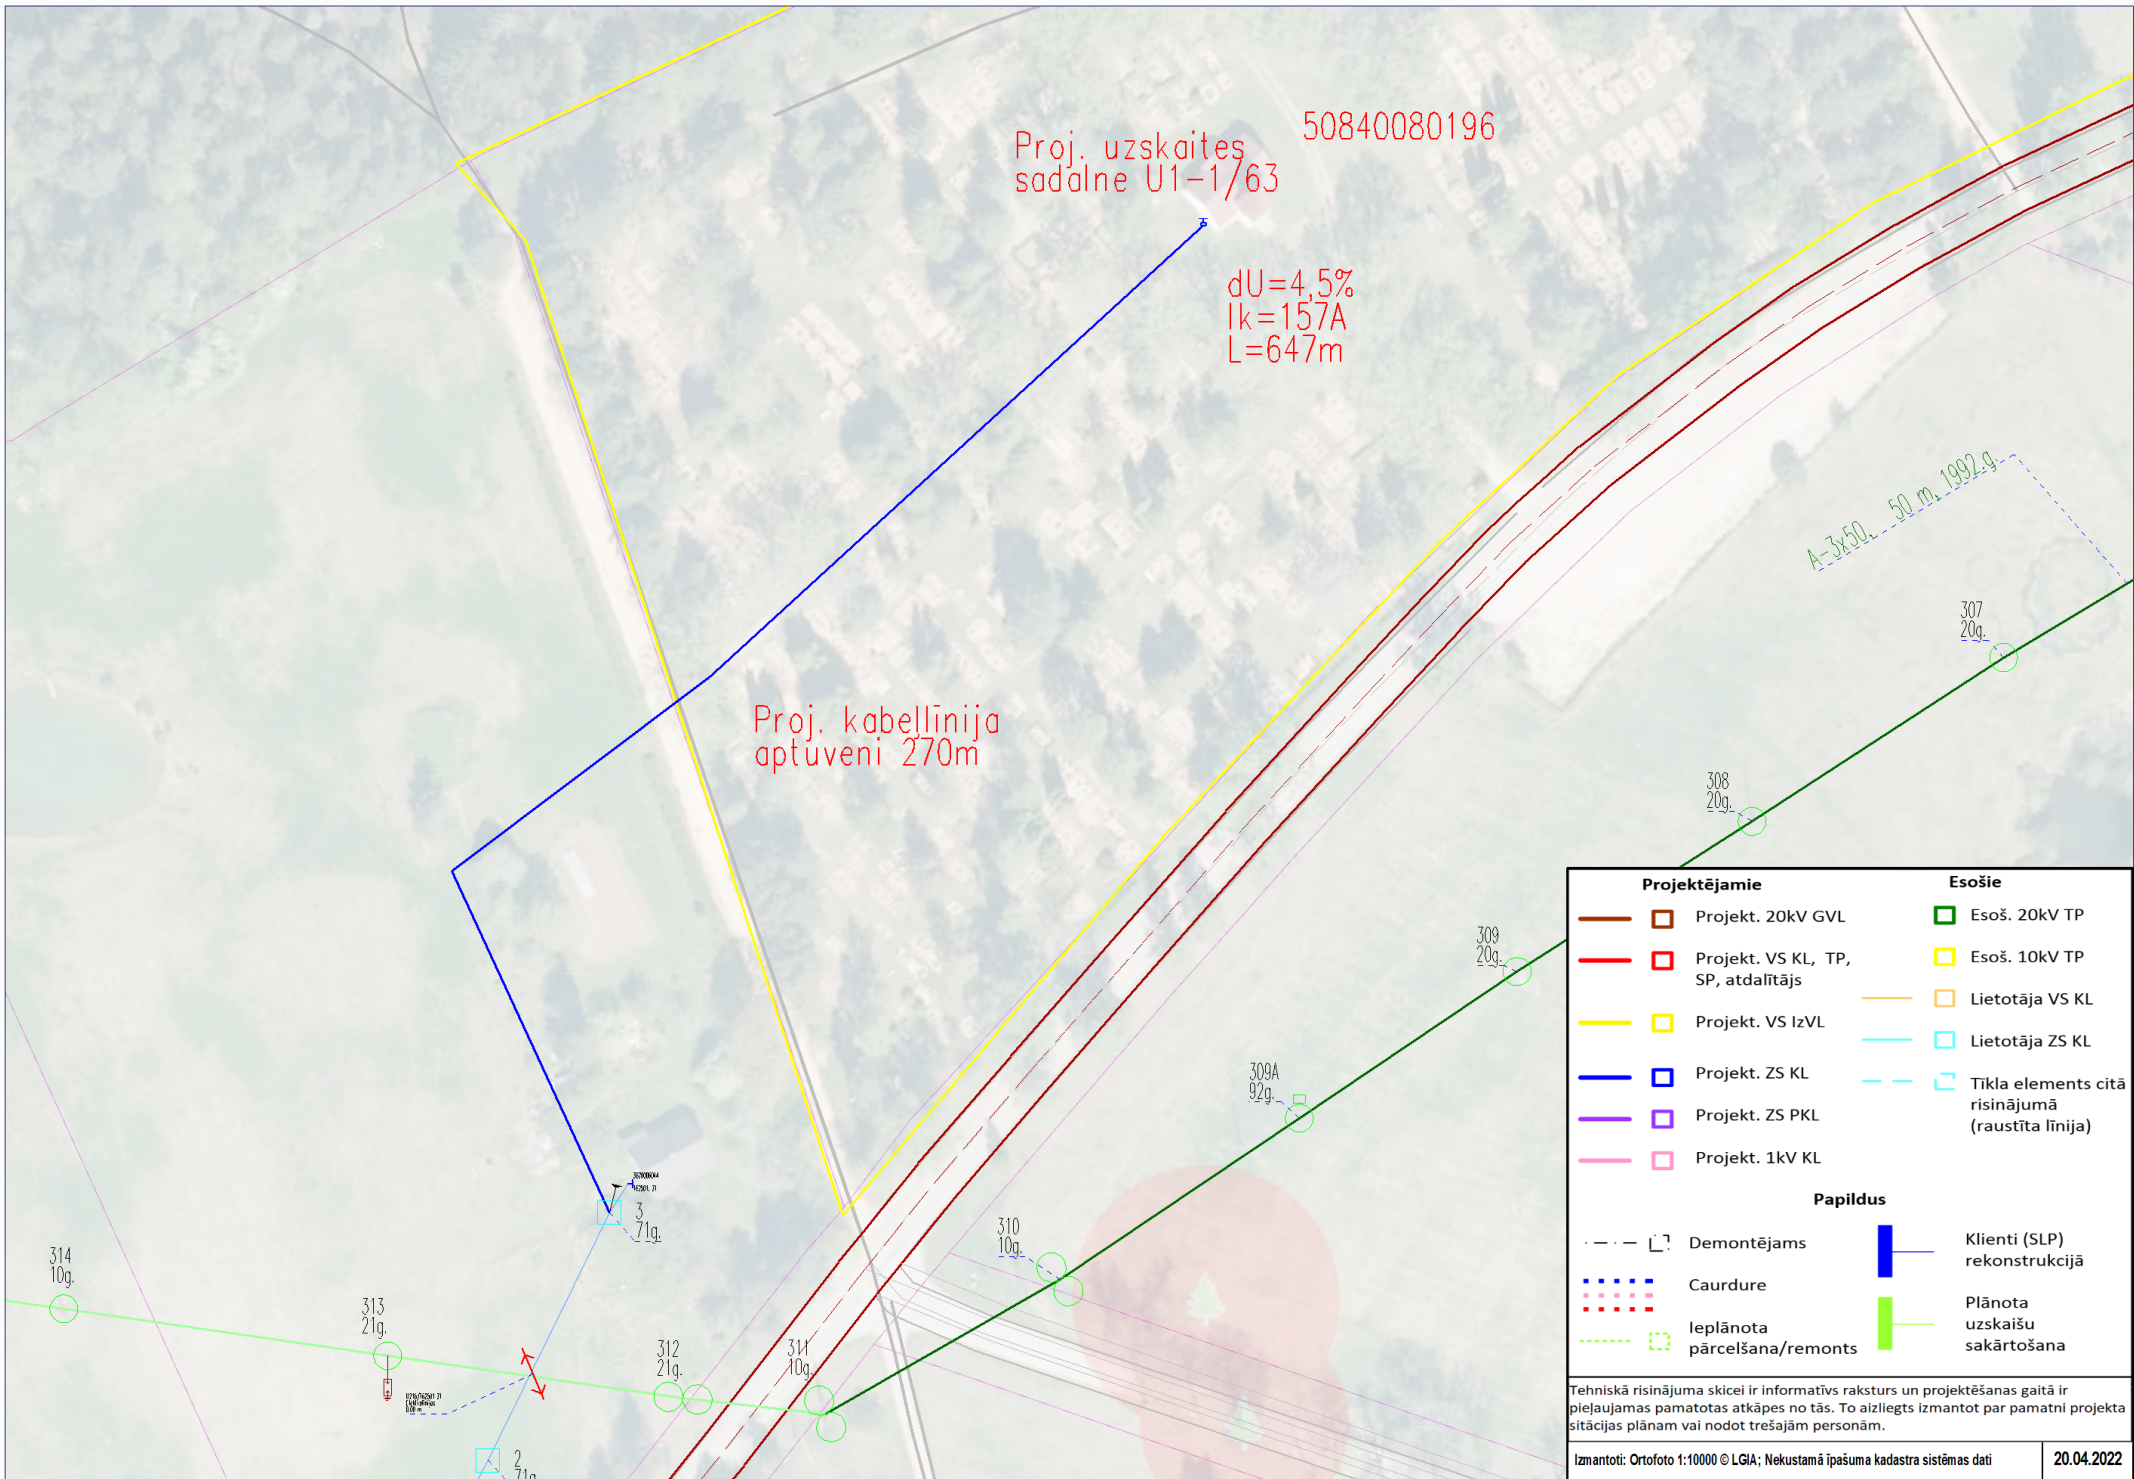 50840080196
Proj. uzskaites
sadalne U1-1/63
dU=4,5%
Ik=157A
L=647m
A-3x50, 50 m, 1992.g.
307
20g.
Proj. kabeļlīnija
aptuveni 270m
308
20g.
309
20g.
309A
92g.
3
71g.
310
10g.
314
10g.
313
21g.
312
21g.
311
10g.
2
71g.
Projektējamie
Projekt. 20kV GVL
Projekt. VS KL, TP,
SP, atdalītājs
Projekt. VS IzVL
Projekt. ZS KL
Projekt. ZS PKL
Projekt. 1kV KL
Esošie
Esoš. 20kV TP
Esoš. 10kV TP
Lietotāja VS KL
Lietotāja ZS KL
Tīkla elements citā
risinājumā
(raustīta līnija)
Papildus
Demontējams
Caurdure
Ieplānota
pārcelšana/remonts
Klienti (SLP)
rekonstrukcijā
Plānota
uzskaišu
sakārtošana
Tehniskā risinājuma skicei ir informatīvs raksturs un projektēšanas gaitā ir
pieļaujamas pamatotas atkāpes no tās. To aizliegts izmantot par pamatni projekta
sitācijas plānam vai nodot trešajām personām.
Izmantoti: Ortofoto 1:10000 © LGIA; Nekustamā īpašuma kadastra sistēmas dati
20.04.2022